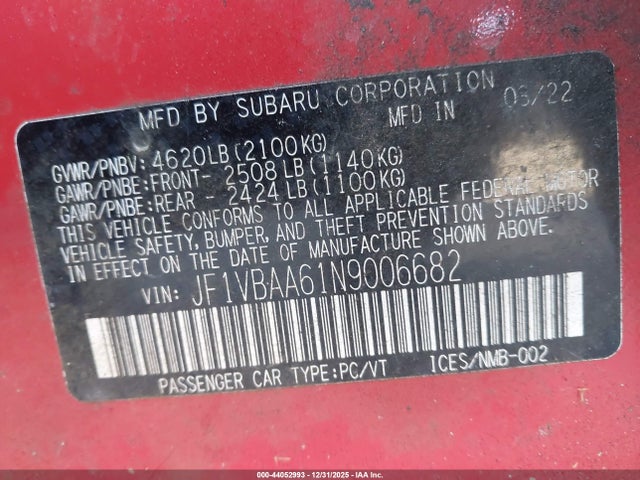 MFD BY SUBARU CORPORATION
MFD IN 03/22
GVWR/PNBV: 4620LB (2100KG)
GAWR/PNBE: FRONT- 2508 LB (1140KG)
GAWR/PNBE: REAR - 2424 LB (1100KG)
THIS VEHICLE CONFORMS TO ALL APPLICABLE FEDERAL MOTOR
VEHICLE SAFETY, BUMPER, AND THEFT PREVENTION STANDARDS
IN EFFECT ON THE DATE OF MANUFACTURE SHOWN ABOVE.
VIN: JF1VBAA61N9006682
PASSENGER CAR TYPE:PC/VT ICES/NMB-002
000-44052993 - 12/31/2025 - IAA Inc.